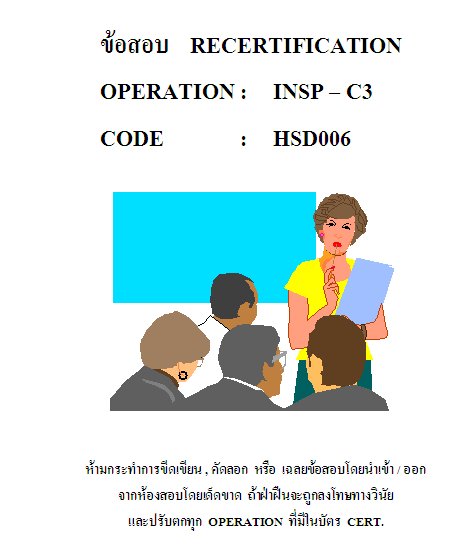 ข้อสอบ RECERTIFICATION
OPERATION : INSP – C3
CODE : HSD006
ห้ามกระทำการขีดเขียน , คัดลอก หรือ เฉลยข้อสอบโดยนำเข้า / ออก
จากห้องสอบโดยเด็ดขาด ถ้าฝ่าฝืนจะถูกลงโทษทางวินัย
และปรับตกทุก OPERATION ที่มีในบัตร CERT.